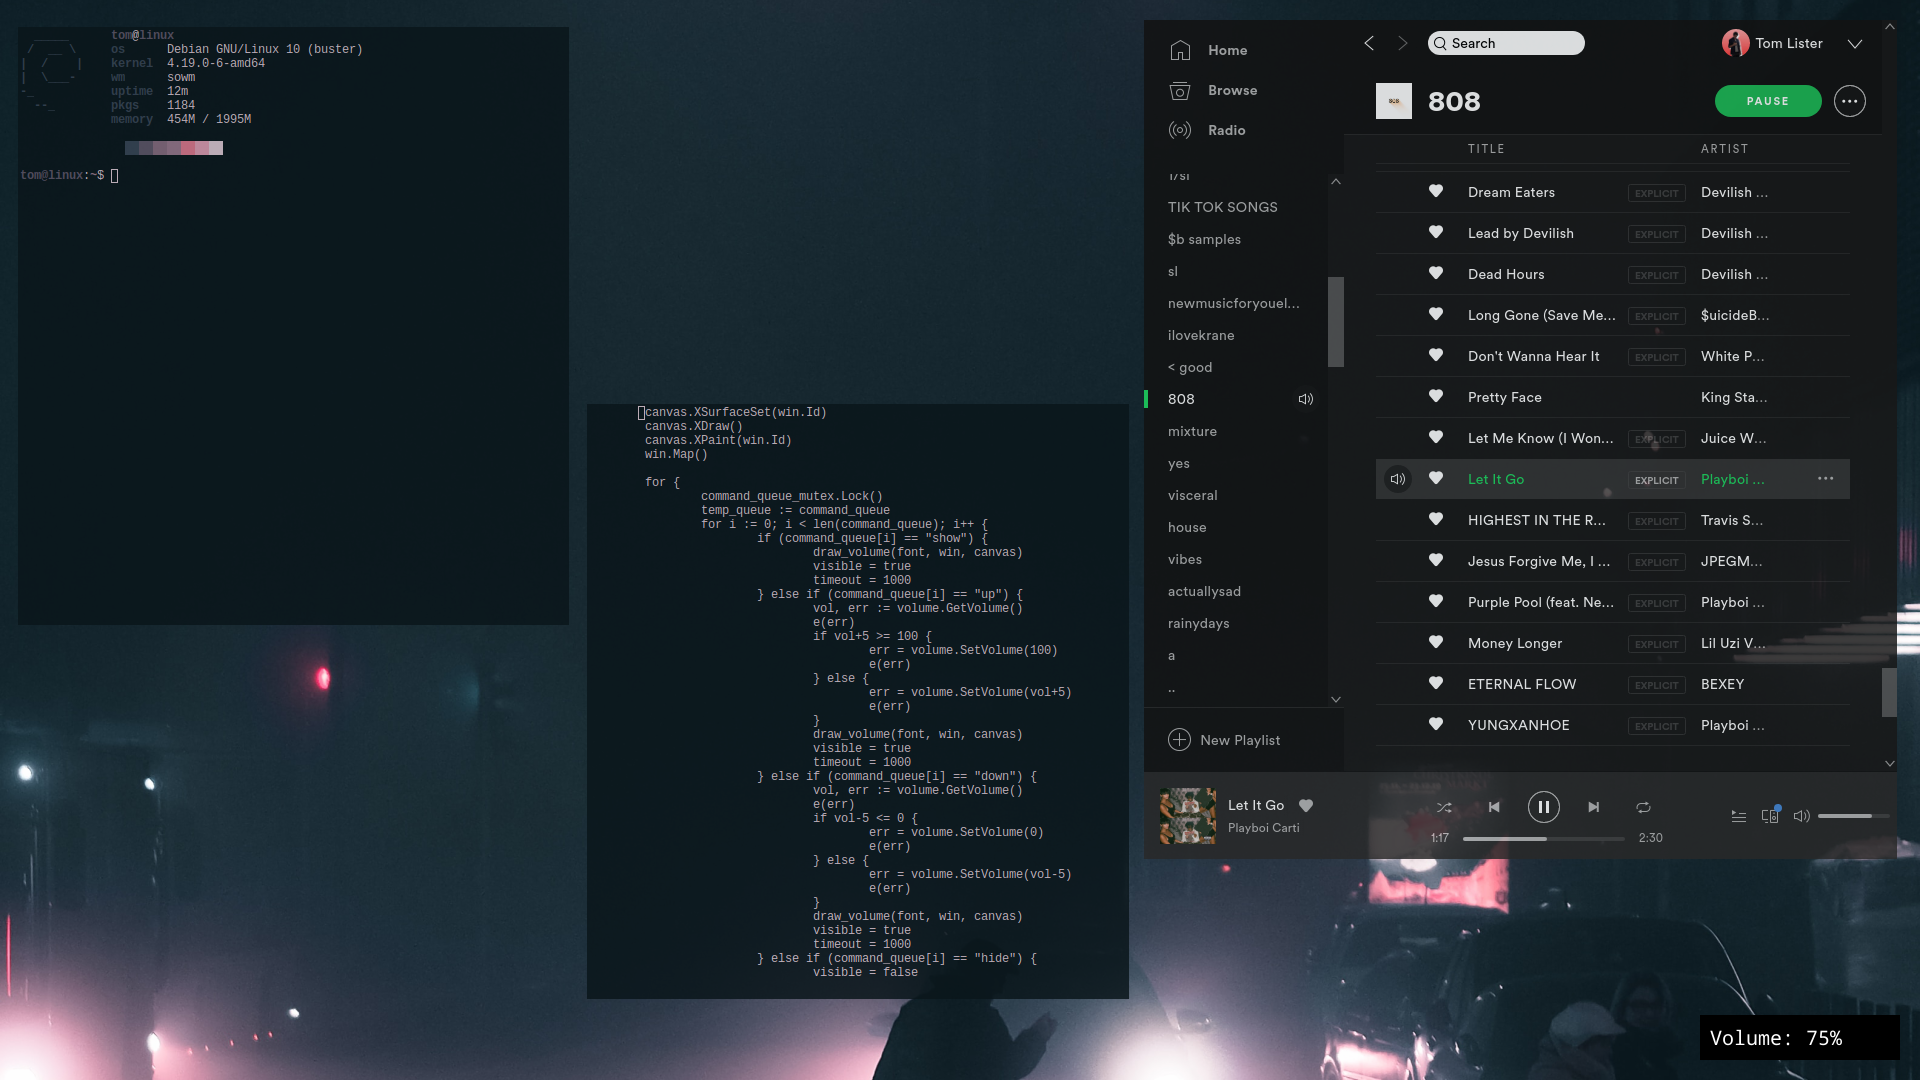 tom@linux
os Debian GNU/Linux 10 (buster)
kernel 4.19.0-6-amd64
wm sowm
uptime 12m
pkgs 1184
memory 454M / 1995M
tom@linux:~$
canvas.XSurfaceSet(win.Id)
canvas.XDraw()
canvas.XPaint(win.Id)
win.Map()
for {
command_queue_mutex.Lock()
temp_queue := command_queue
for i := 0; i < len(command_queue); i++ {
if (command_queue[i] == "show") {
draw_volume(font, win, canvas)
visible = true
timeout = 1000
} else if (command_queue[i] == "up") {
vol, err := volume.GetVolume()
e(err)
if vol+5 >= 100 {
err = volume.SetVolume(100)
e(err)
} else {
err = volume.SetVolume(vol+5)
e(err)
}
draw_volume(font, win, canvas)
visible = true
timeout = 1000
} else if (command_queue[i] == "down") {
vol, err := volume.GetVolume()
e(err)
if vol-5 <= 0 {
err = volume.SetVolume(0)
e(err)
} else {
err = volume.SetVolume(vol-5)
e(err)
}
draw_volume(font, win, canvas)
visible = true
timeout = 1000
} else if (command_queue[i] == "hide") {
visible = false
Home
Browse
Radio
TIK TOK SONGS
$b samples
sl
newmusicforyouel...
ilovekrane
< good
808
mixture
yes
visceral
house
vibes
actuallysad
rainydays
a
..
New Playlist
Search
Tom Lister
808
PAUSE
TITLE ARTIST
Dream Eaters EXPLICIT Devilish ...
Lead by Devilish EXPLICIT Devilish ...
Dead Hours EXPLICIT Devilish ...
Long Gone (Save Me... EXPLICIT $uicideB...
Don't Wanna Hear It EXPLICIT White P...
Pretty Face King Sta...
Let Me Know (I Won... EXPLICIT Juice W...
Let It Go EXPLICIT Playboi ...
HIGHEST IN THE R... EXPLICIT Travis S...
Jesus Forgive Me, I ... EXPLICIT JPEGM...
Purple Pool (feat. Ne... EXPLICIT Playboi ...
Money Longer EXPLICIT Lil Uzi V...
ETERNAL FLOW EXPLICIT BEXEY
YUNGXANHOE EXPLICIT Playboi ...
Let It Go
Playboi Carti
1:17 2:30
Volume: 75%